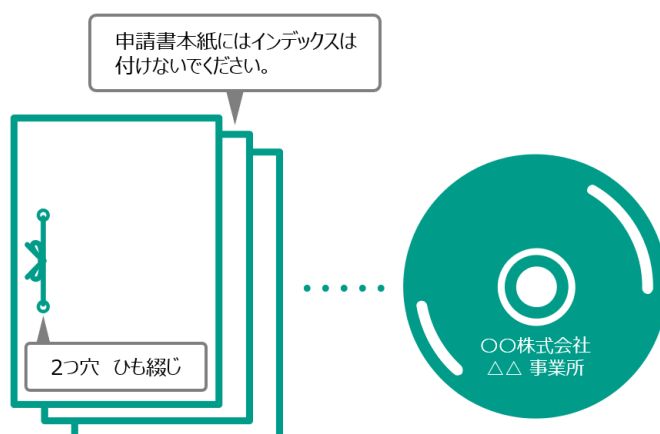 申請書本紙にはインデックスは
付けないでください。
2つ穴　ひも綴じ
〇〇株式会社
△△ 事業所